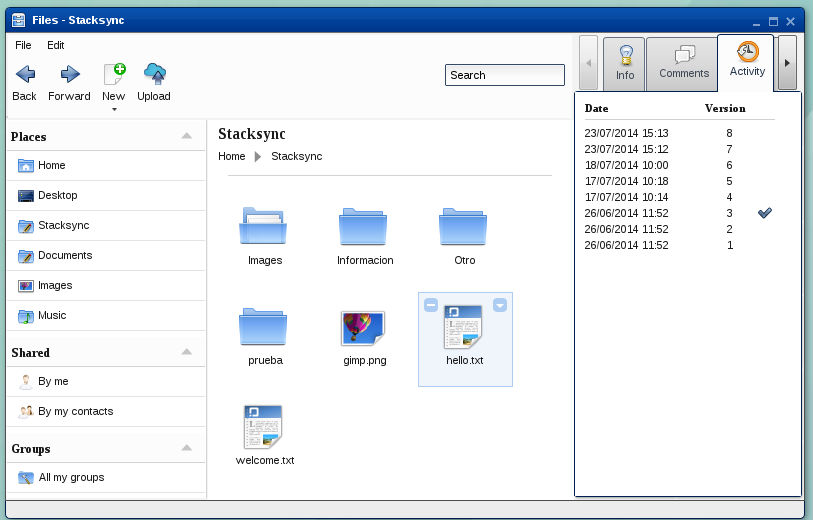 Files - Stacksync
File Edit
Back Forward New Upload
Search
Info Comments Activity
Places
Home
Desktop
Stacksync
Documents
Images
Music
Shared
By me
By my contacts
Groups
All my groups
Stacksync
Home Stacksync
Images Informacion Otro
prueba gimp.png hello.txt
welcome.txt
Date Version
23/07/2014 15:13 8
23/07/2014 15:12 7
18/07/2014 10:00 6
17/07/2014 10:18 5
17/07/2014 10:14 4
26/06/2014 11:52 3
26/06/2014 11:52 2
26/06/2014 11:52 1